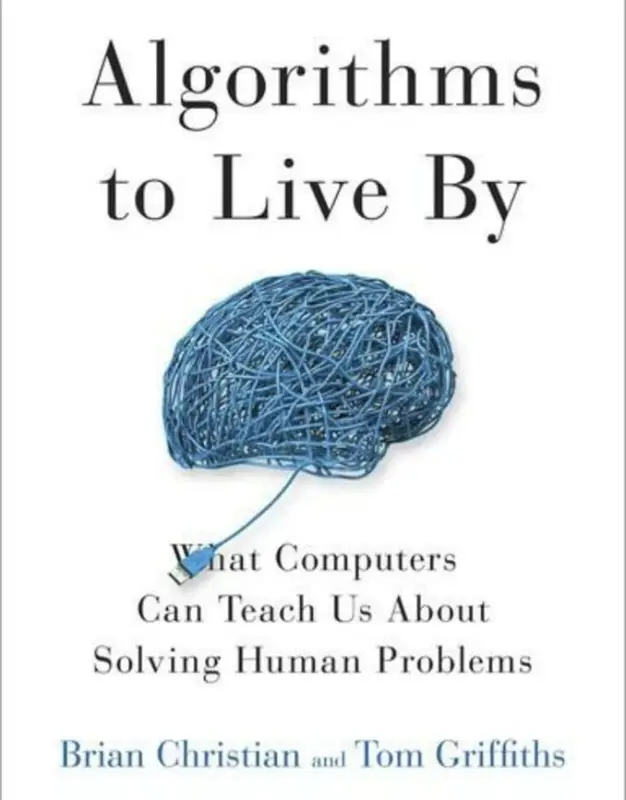 Algorithms
to Live By
What Computers
Can Teach Us About
Solving Human Problems
Brian Christian and Tom Griffiths